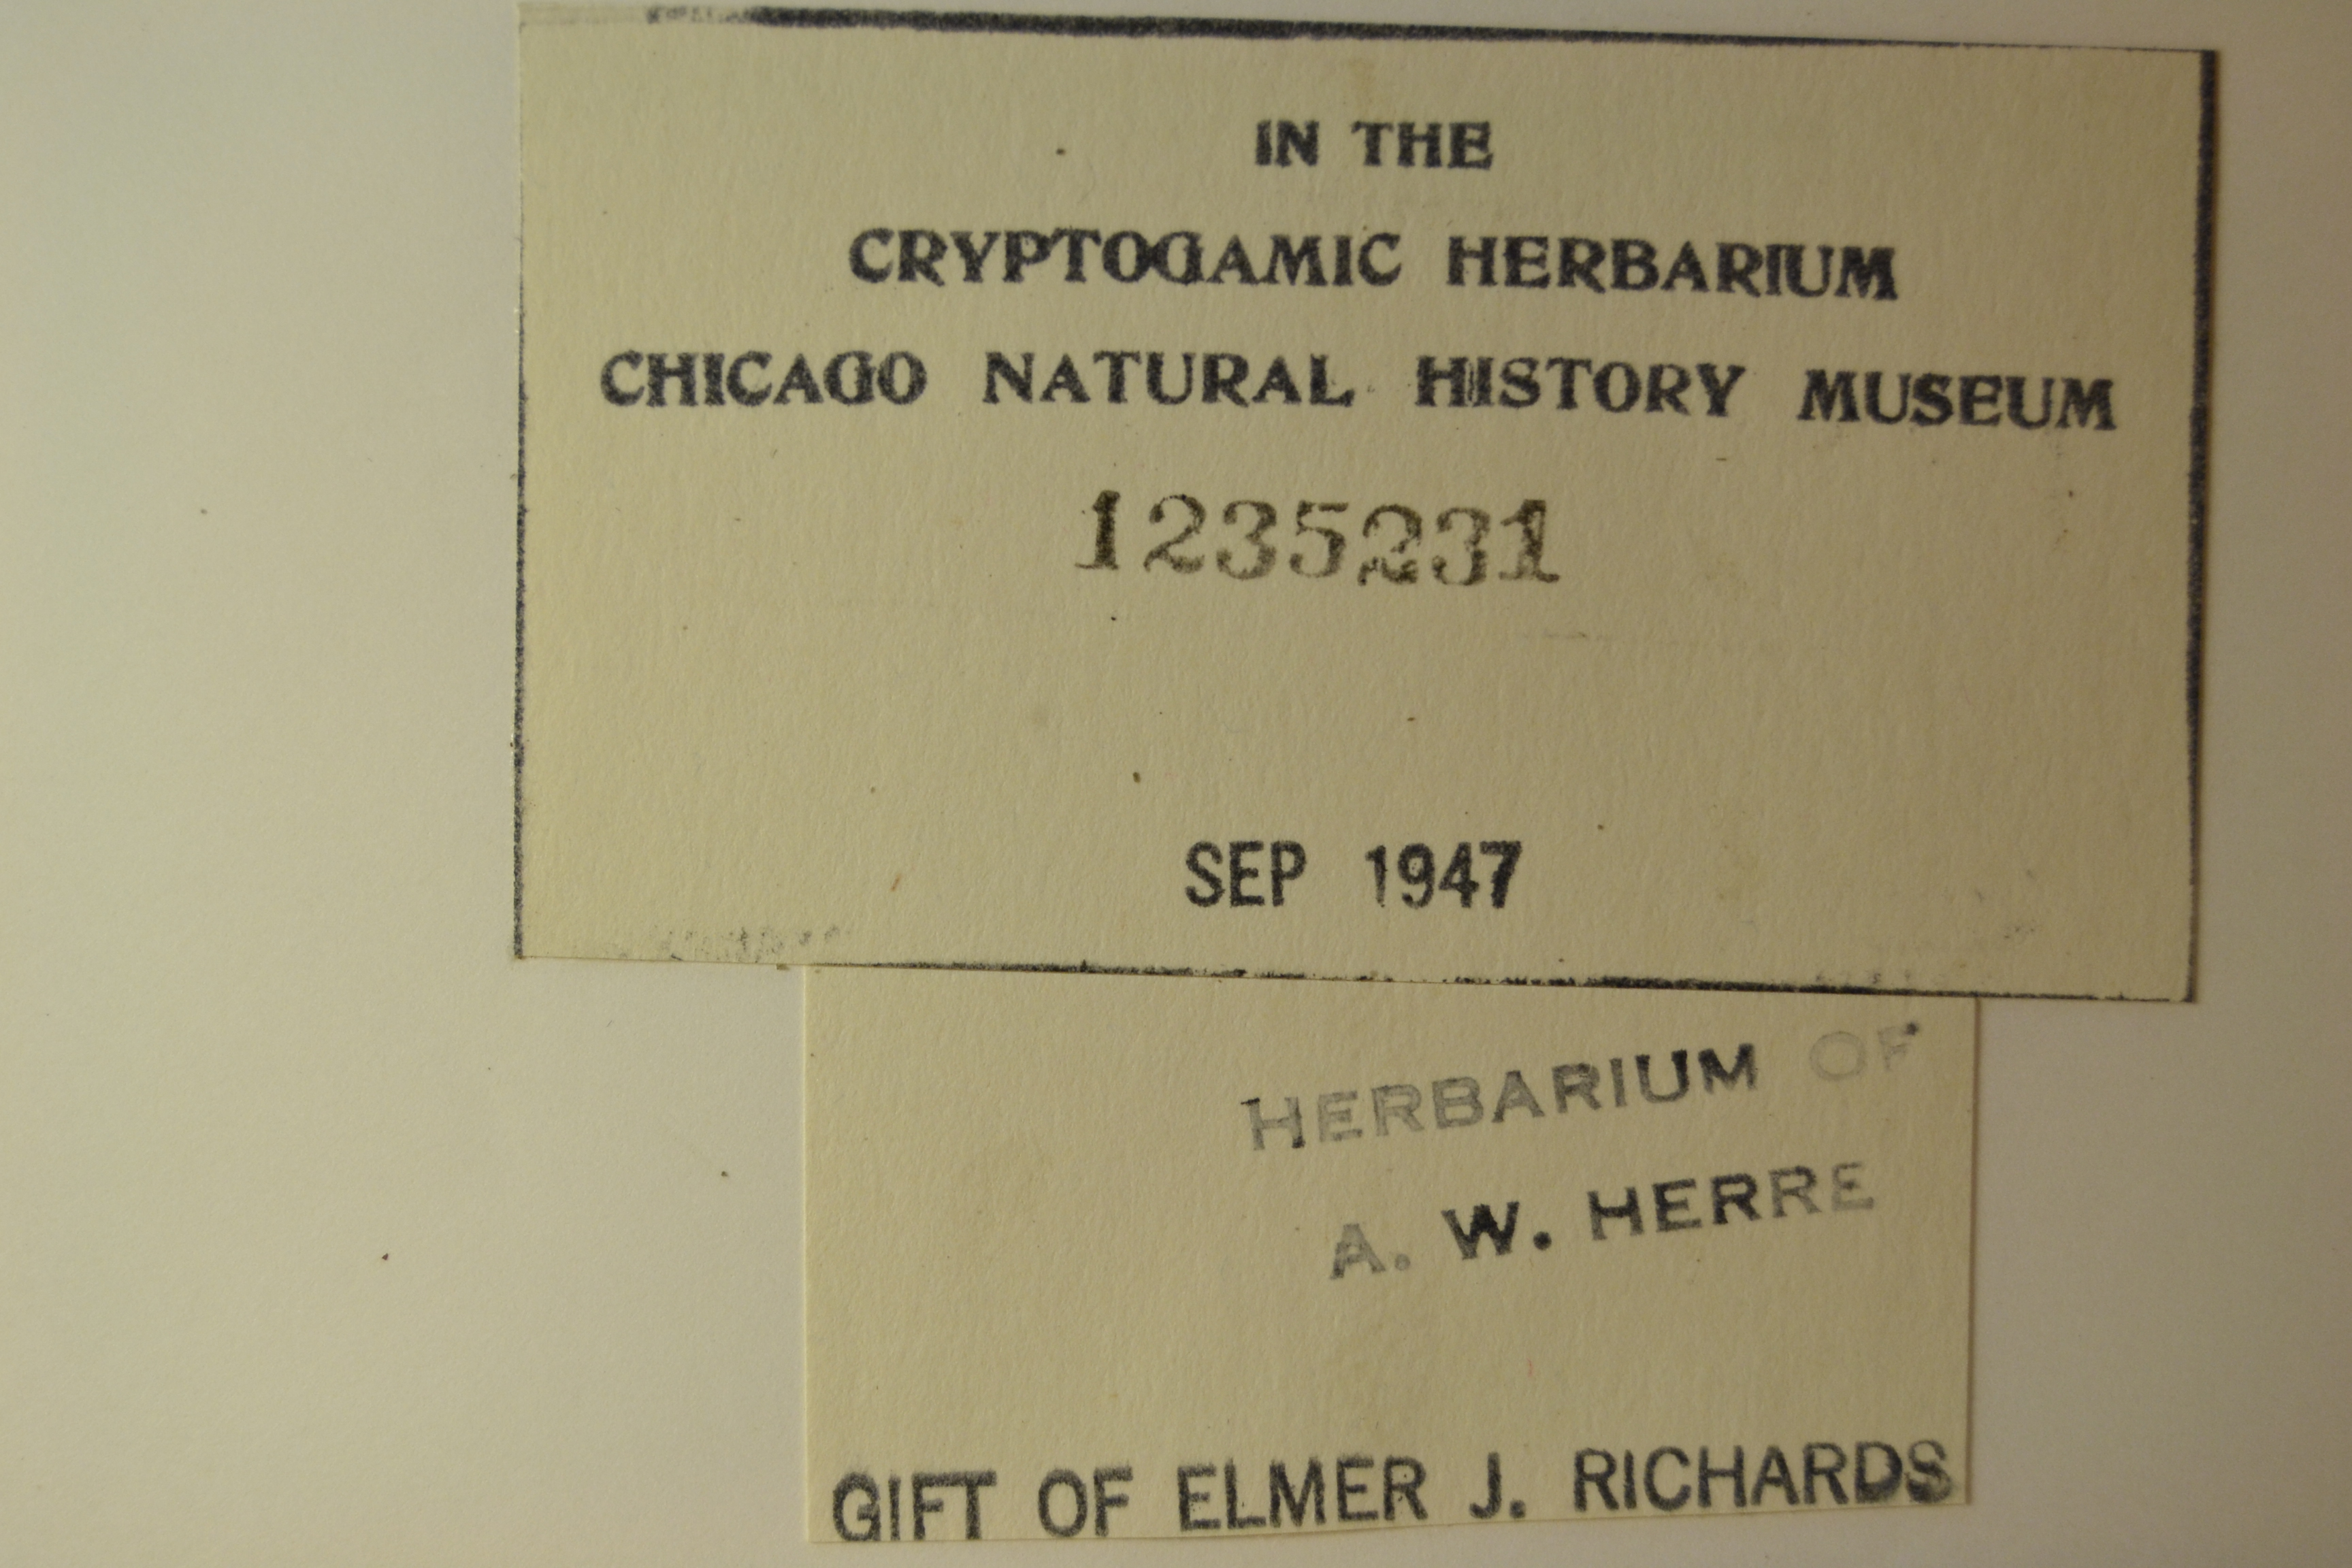 IN THE
CRYPTOGAMIC HERBARIUM
CHICAGO NATURAL HISTORY MUSEUM
1235231
SEP 1947
HERBARIUM OF
A. W. HERRE
GIFT OF ELMER J. RICHARDS